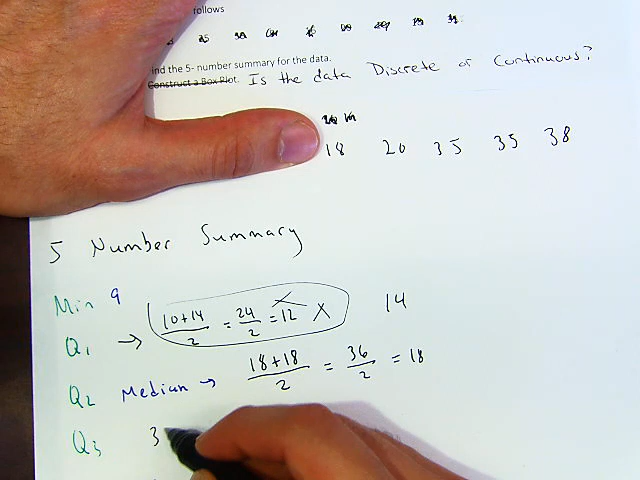 follows
ind the 5- number summary for the data.
Construct a Box Plot. Is the data Discrete or Continuous?
18 20 35 35 38
5 Number Summary
Min 9
Q1 → 10+14/2 = 24/2 = 12 X 14
Q2 Median → 18+18/2 = 36/2 = 18
Q3 3